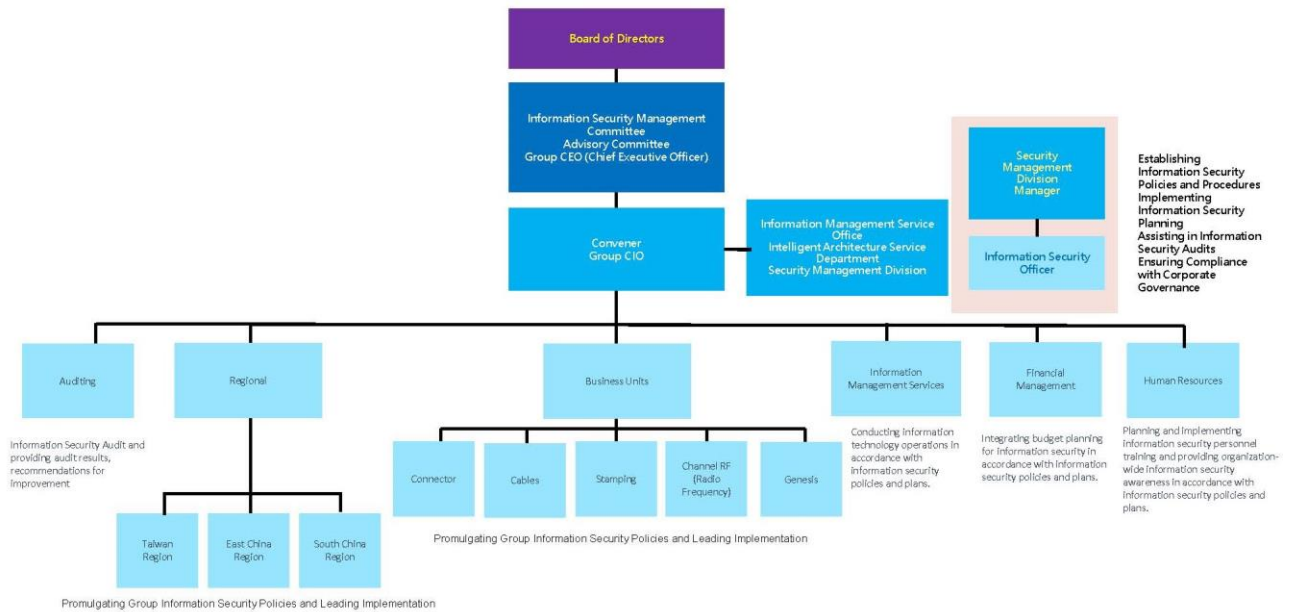 Board of Directors
Information Security Management
Committee
Advisory Committee
Group CEO (Chief Executive Officer)
Convener
Group CIO
Information Management Service
Office
Intelligent Architecture Service
Department
Security Management Division
Security
Management
Division
Manager
Information Security
Officer
Establishing
Information Security
Policies and Procedures
Implementing
Information Security
Planning
Assisting in Information
Security Audits
Ensuring Compliance
with Corporate
Governance
Auditing
Regional
Business Units
Information
Management Services
Financial
Management
Human Resources
Information Security Audit and
providing audit results,
recommendations for
improvement
Conducting information
technology operations in
accordance with
information security
policies and plans.
Integrating budget planning
for information security in
accordance with information
security policies and plans.
Planning and implementing
information security personnel
training and providing organization-
wide information security
awareness in accordance with
information security policies and
plans.
Connector
Cables
Stamping
Channel RF
(Radio
Frequency)
Genesis
Promulgating Group Information Security Policies and Leading Implementation
Taiwan
Region
East China
Region
South China
Region
Promulgating Group Information Security Policies and Leading Implementation